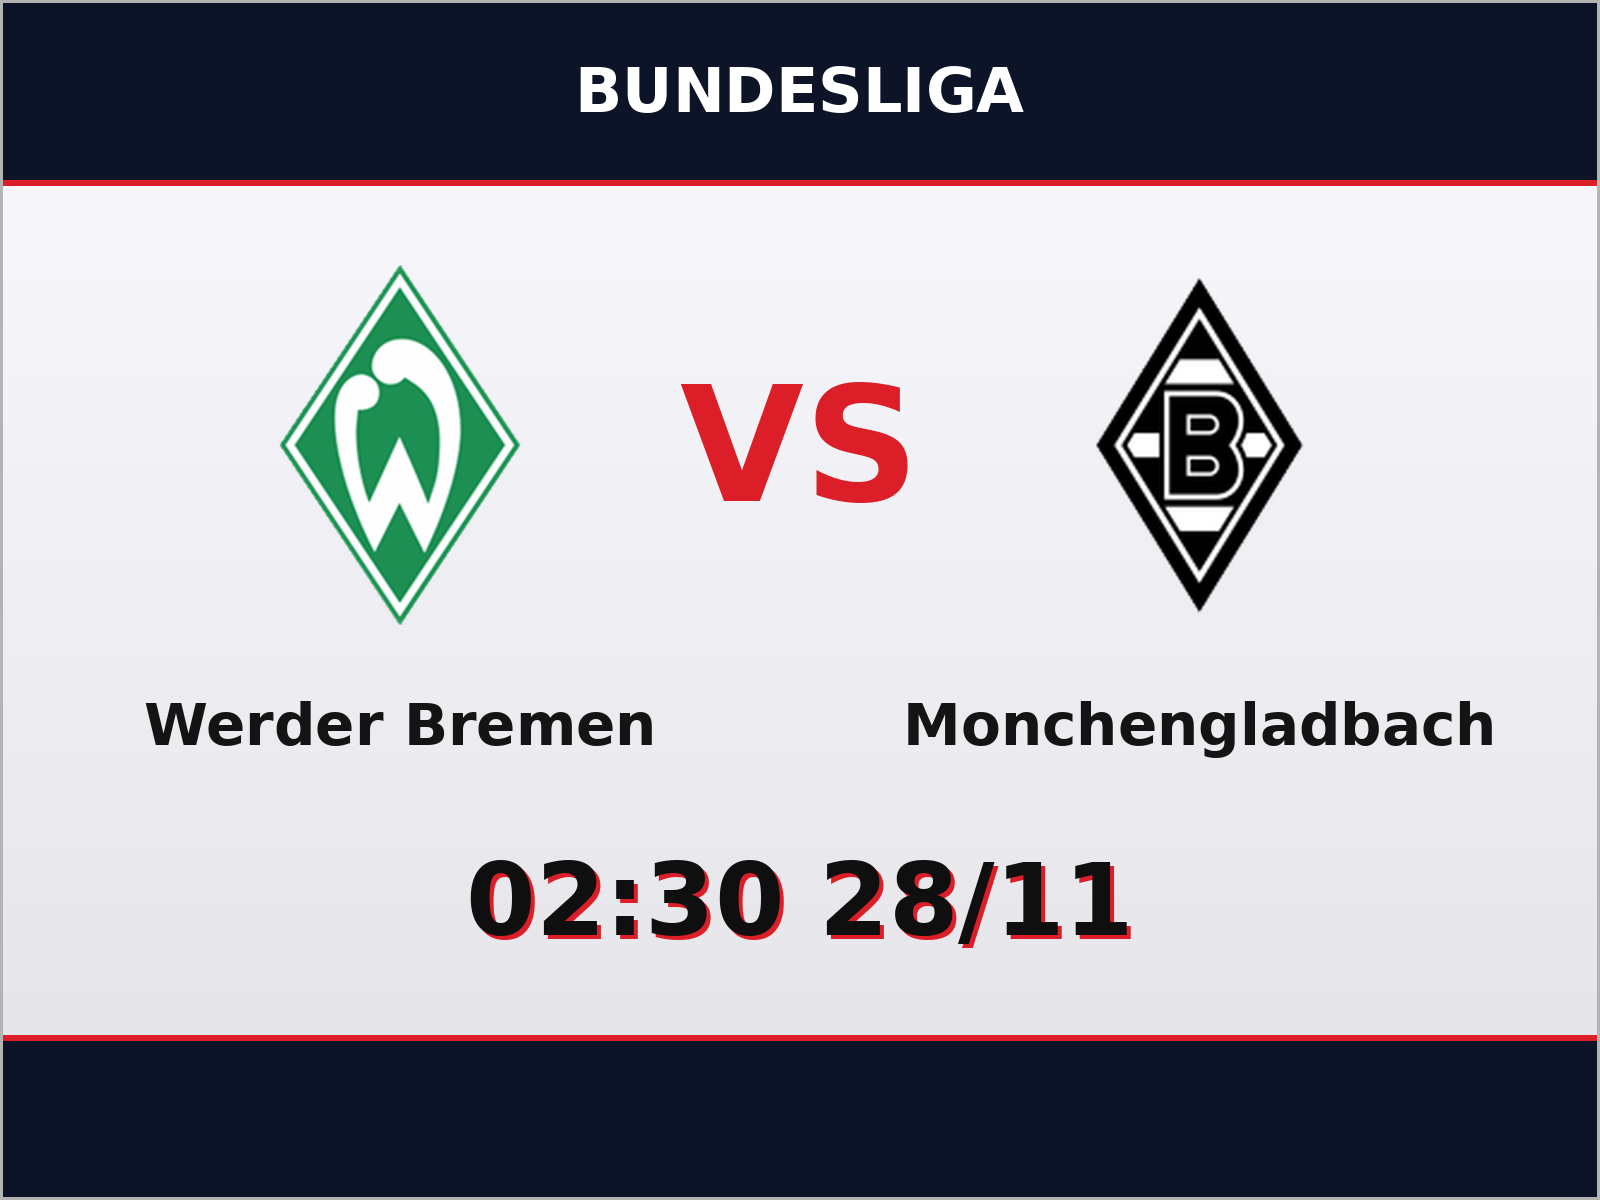 BUNDESLIGA
VS
B
Werder Bremen
Monchengladbach
02:30 28/11